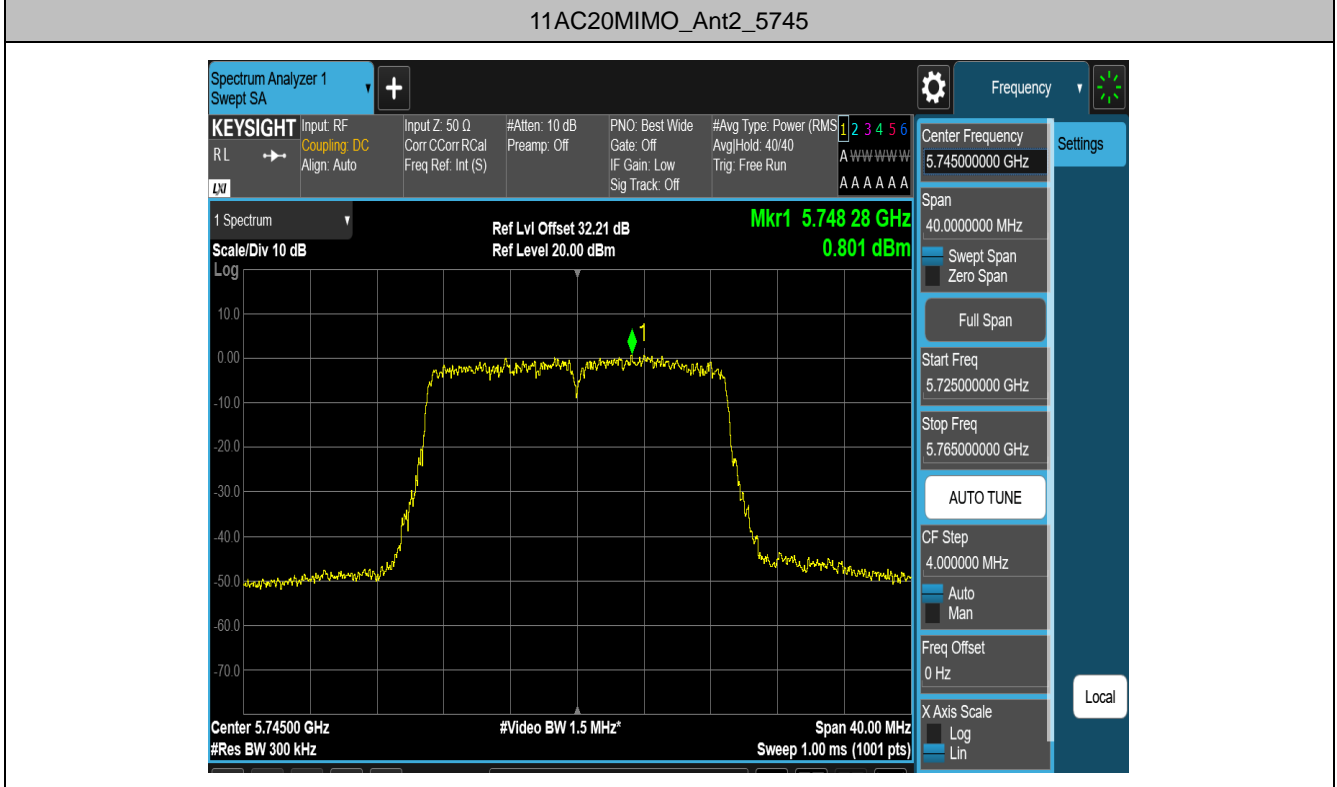 11AC20MIMO_Ant2_5745
Spectrum Analyzer 1
Swept SA
+
Frequency
KEYSIGHT
RL
LXI
Input: RF
Coupling: DC
Align: Auto
Input Z: 50 Ω
Corr CCorr RCal
Freq Ref: Int (S)
#Atten: 10 dB
Preamp: Off
PNO: Best Wide
Gate: Off
IF Gain: Low
Sig Track: Off
#Avg Type: Power (RMS
Avg|Hold: 40/40
Trig: Free Run
1 2 3 4 5 6
A W W W W W
A A A A A A
1 Spectrum
Scale/Div 10 dB
Log
Ref Lvl Offset 32.21 dB
Ref Level 20.00 dBm
Mkr1 5.748 28 GHz
0.801 dBm
1
10.0
0.00
-10.0
-20.0
-30.0
-40.0
-50.0
-60.0
-70.0
Center 5.74500 GHz
#Res BW 300 kHz
#Video BW 1.5 MHz*
Span 40.00 MHz
Sweep 1.00 ms (1001 pts)
Center Frequency
5.745000000 GHz
Span
40.0000000 MHz
Swept Span
Zero Span
Full Span
Start Freq
5.725000000 GHz
Stop Freq
5.765000000 GHz
AUTO TUNE
CF Step
4.000000 MHz
Auto
Man
Freq Offset
0 Hz
X Axis Scale
Log
Lin
Settings
Local